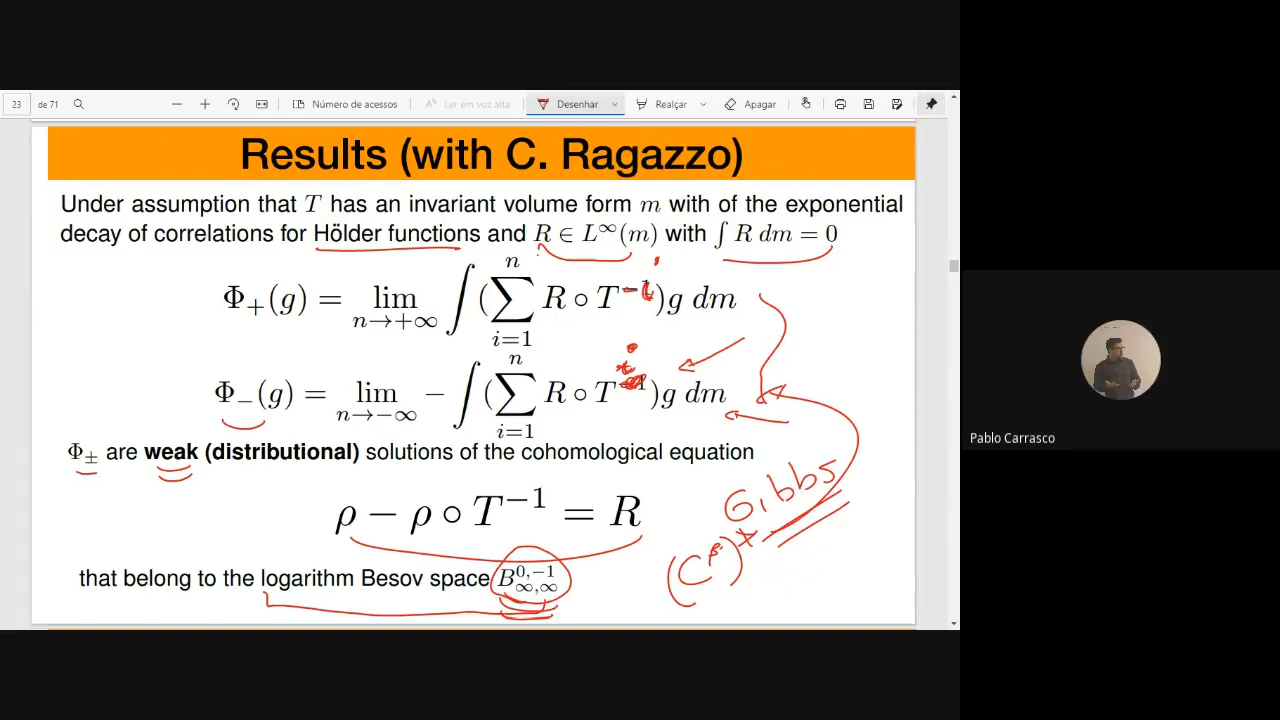 23 de 71 Número de acessos Ler em voz alta Desenhar Realçar Apagar
Results (with C. Ragazzo)
Under assumption that T has an invariant volume form m with of the exponential
decay of correlations for Hölder functions and R ∈ L^∞(m) with ∫ R dm = 0
Φ₊(g) = lim_{n→+∞} ∫ (∑_{i=1}^{n} R ∘ T^{-i}) g dm
Φ₋(g) = lim_{n→−∞} − ∫ (∑_{i=1}^{n} R ∘ T^{i}) g dm
Φ± are weak (distributional) solutions of the cohomological equation
ρ − ρ ∘ T^{−1} = R
Gibbs
that belong to the logarithm Besov space B^{0,−1}_{∞,∞}
(C^β)*
Pablo Carrasco